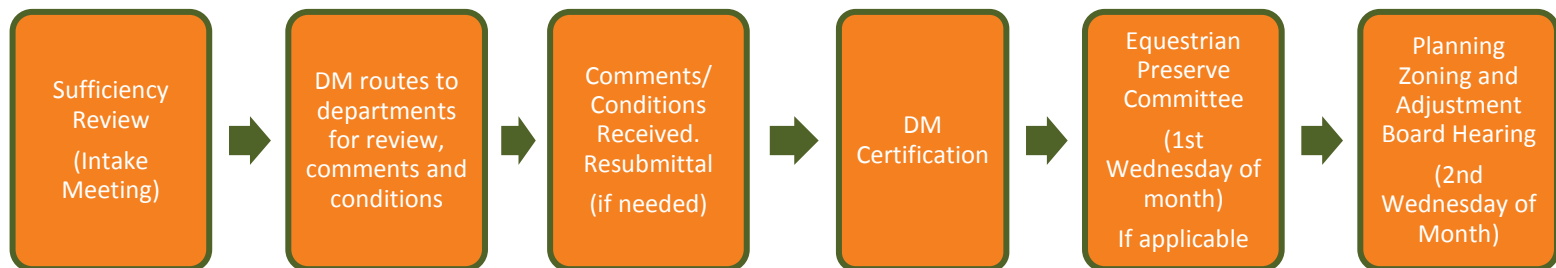 Sufficiency
Review
(Intake
Meeting)
DM routes to
departments
for review,
comments and
conditions
Comments/
Conditions
Received.
Resubmittal
(if needed)
DM
Certification
Equestrian
Preserve
Committee
(1st
Wednesday of
month)
If applicable
Planning
Zoning and
Adjustment
Board Hearing
(2nd
Wednesday of
Month)